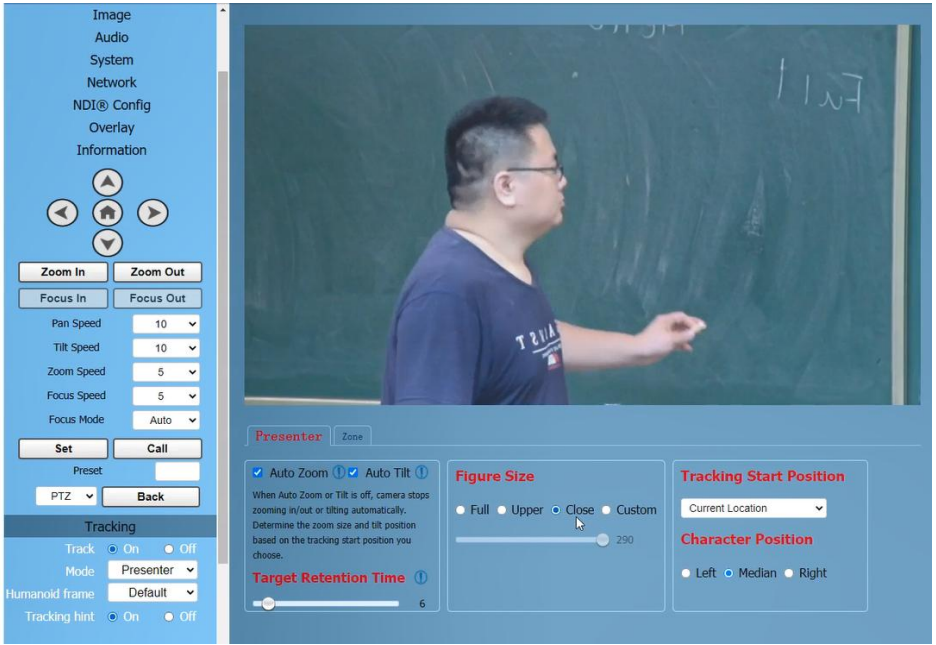 Image
Audio
System
Network
NDI® Config
Overlay
Information
Zoom In Zoom Out
Focus In Focus Out
Pan Speed 10
Tilt Speed 10
Zoom Speed 5
Focus Speed 5
Focus Mode Auto
Set Call
Preset
PTZ Back
Tracking
Track On Off
Mode Presenter
Humanoid frame Default
Tracking hint On Off
Full
Presenter Zone
Auto Zoom Auto Tilt
When Auto Zoom or Tilt is off, camera stops
zooming in/out or tilting automatically.
Determine the zoom size and tilt position
based on the tracking start position you
choose.
Target Retention Time
6
Figure Size
Full Upper Close Custom
290
Tracking Start Position
Current Location
Character Position
Left Median Right